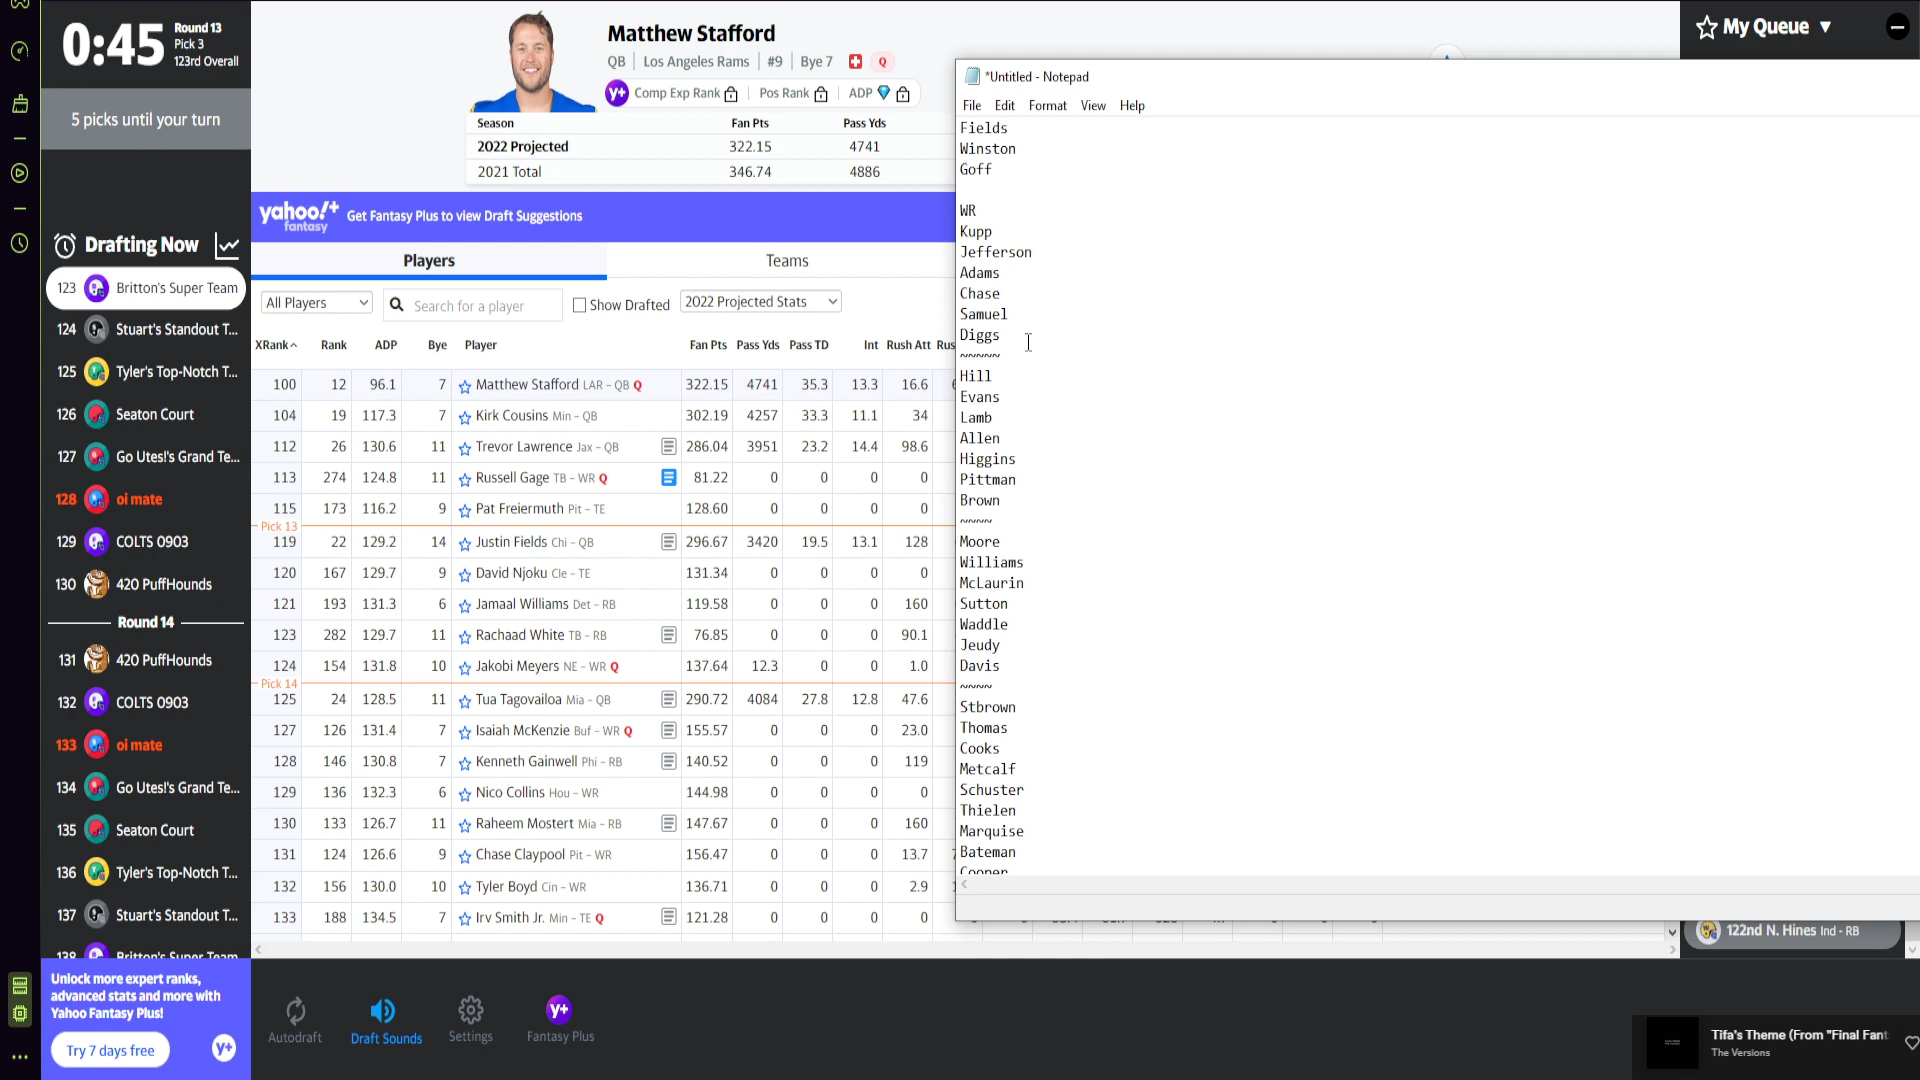 0:45
Round 13
Pick 3
123rd Overall
5 picks until your turn
Drafting Now
123 Britton's Super Team
124 Stuart's Standout T...
125 Tyler's Top-Notch T...
126 Seaton Court
127 Go Utes!'s Grand Te...
128 oi mate
129 COLTS 0903
130 420 PuffHounds
Round 14
131 420 PuffHounds
132 COLTS 0903
133 oi mate
134 Go Utes!'s Grand Te...
135 Seaton Court
136 Tyler's Top-Notch T...
137 Stuart's Standout T...
138 Britton's Super Team
Unlock more expert ranks,
advanced stats and more with
Yahoo Fantasy Plus!
Try 7 days free
y+
Matthew Stafford
QB Los Angeles Rams #9 Bye 7 Q
y+ Comp Exp Rank Pos Rank ADP
Season Fan Pts Pass Yds
2022 Projected 322.15 4741
2021 Total 346.74 4886
yahoo!+ fantasy Get Fantasy Plus to view Draft Suggestions
Players Teams
All Players Search for a player Show Drafted 2022 Projected Stats
XRank Rank ADP Bye Player Fan Pts Pass Yds Pass TD Int Rush Att Rus
100 12 96.1 7 Matthew Stafford LAR - QB Q 322.15 4741 35.3 13.3 16.6
104 19 117.3 7 Kirk Cousins Min - QB 302.19 4257 33.3 11.1 34
112 26 130.6 11 Trevor Lawrence Jax - QB 286.04 3951 23.2 14.4 98.6
113 274 124.8 11 Russell Gage TB - WR Q 81.22 0 0 0 0
115 173 116.2 9 Pat Freiermuth Pit - TE 128.60 0 0 0 0
Pick 13
119 22 129.2 14 Justin Fields Chi - QB 296.67 3420 19.5 13.1 128
120 167 129.7 9 David Njoku Cle - TE 131.34 0 0 0 0
121 193 131.3 6 Jamaal Williams Det - RB 119.58 0 0 0 160
123 282 129.7 11 Rachaad White TB - RB 76.85 0 0 0 90.1
124 154 131.8 10 Jakobi Meyers NE - WR Q 137.64 12.3 0 0 1.0
Pick 14
125 24 128.5 11 Tua Tagovailoa Mia - QB 290.72 4084 27.8 12.8 47.6
127 126 131.4 7 Isaiah McKenzie Buf - WR Q 155.57 0 0 0 23.0
128 146 130.8 7 Kenneth Gainwell Phi - RB 140.52 0 0 0 119
129 136 132.3 6 Nico Collins Hou - WR 144.98 0 0 0 0
130 133 126.7 11 Raheem Mostert Mia - RB 147.67 0 0 0 160
131 124 126.6 9 Chase Claypool Pit - WR 156.47 0 0 0 13.7
132 156 130.0 10 Tyler Boyd Cin - WR 136.71 0 0 0 2.9
133 188 134.5 7 Irv Smith Jr. Min - TE Q 121.28 0 0 0 0
Autodraft
Draft Sounds
Settings
y+
Fantasy Plus
*Untitled - Notepad
File Edit Format View Help
Fields
Winston
Goff
WR
Kupp
Jefferson
Adams
Chase
Samuel
Diggs
~~~~~
Hill
Evans
Lamb
Allen
Higgins
Pittman
Brown
~~~~
Moore
Williams
McLaurin
Sutton
Waddle
Jeudy
Davis
~~~~
Stbrown
Thomas
Cooks
Metcalf
Schuster
Thielen
Marquise
Bateman
Cooper
My Queue
122nd N. Hines Ind - RB
Tifa's Theme (From "Final Fant
The Versions